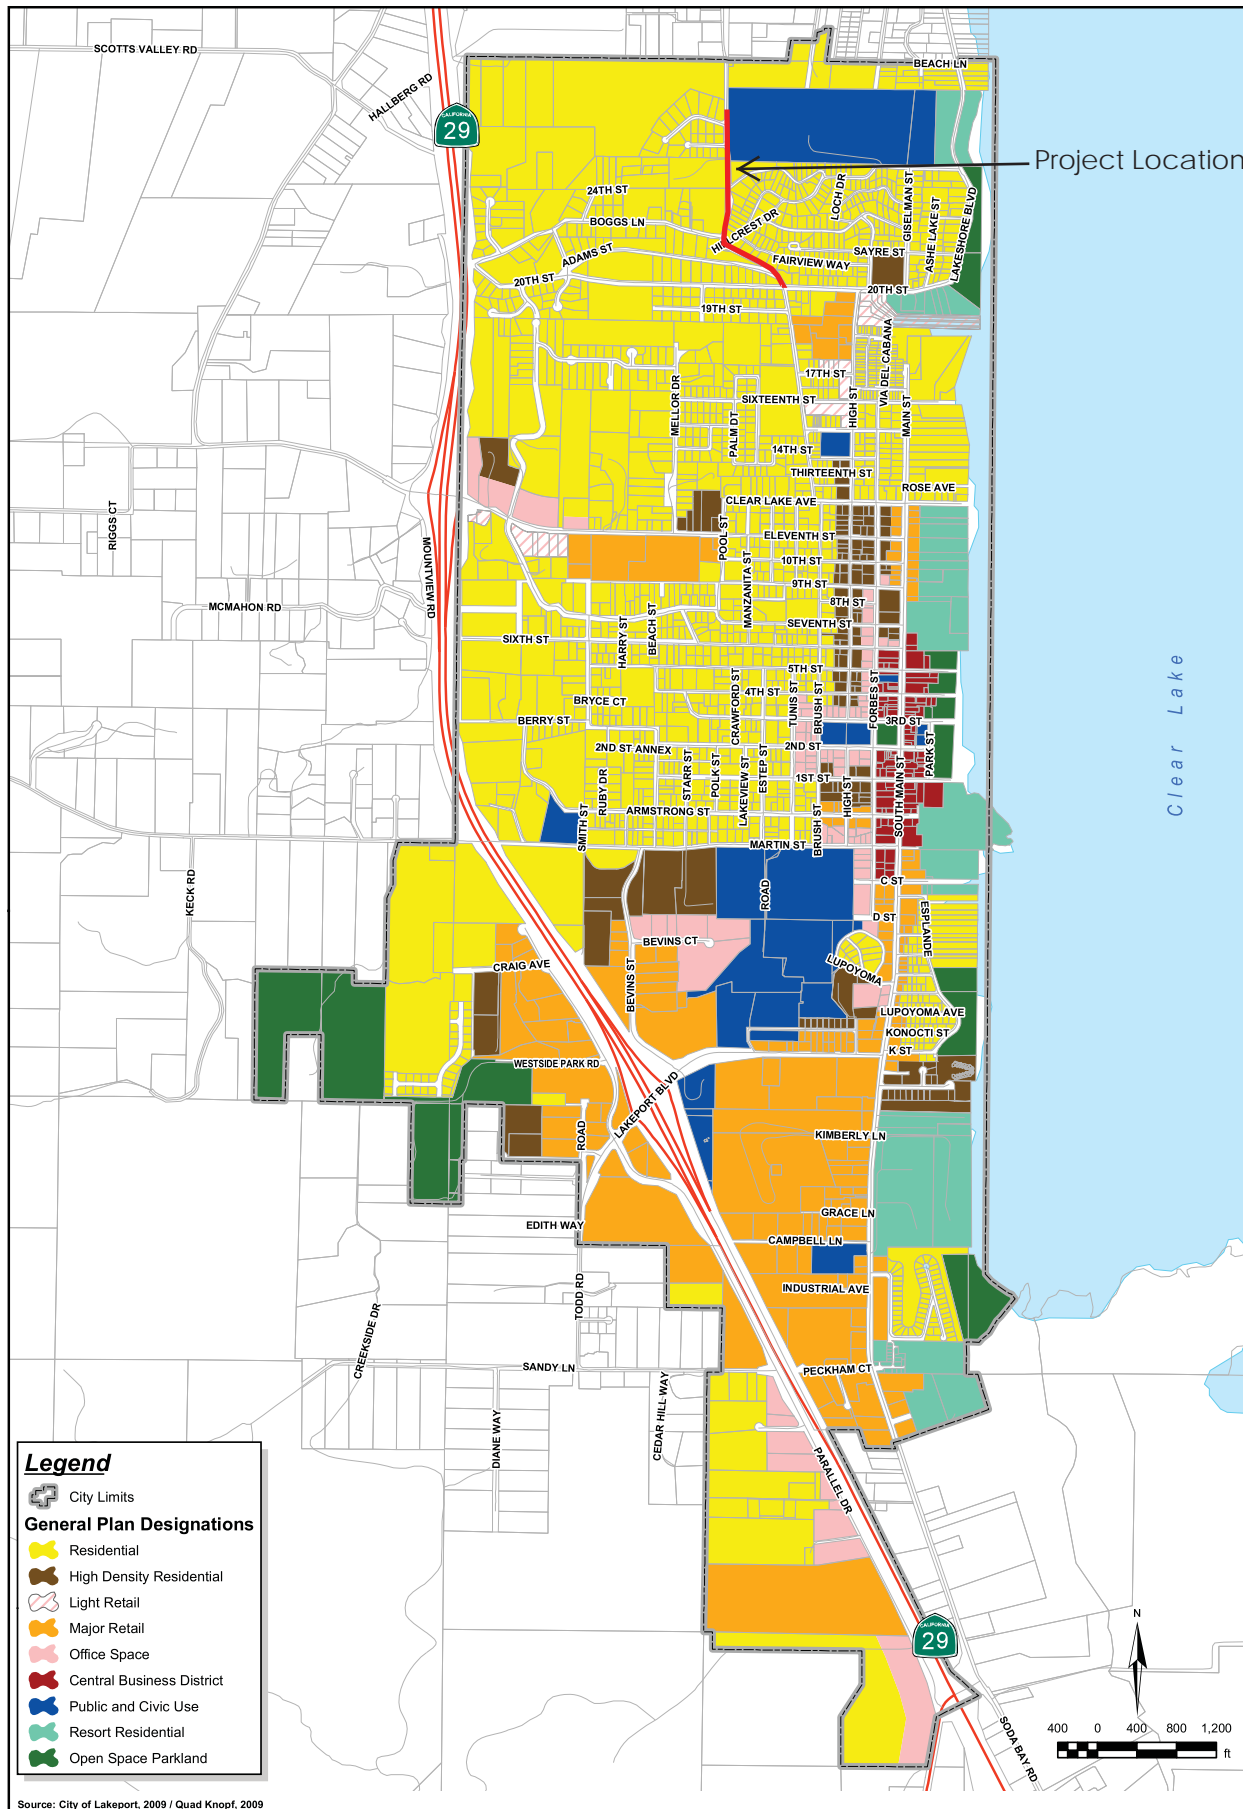 SCOTTS VALLEY RD
HALLBERG RD
CALIFORNIA
29
BEACH LN
Project Location
24TH ST
BOGGS LN
HILLCREST DR
LOCH DR
GISELMAN ST
ASHE LAKE ST
LAKESHORE BLVD
SAYRE ST
ADAMS ST
FAIRVIEW WAY
20TH ST
20TH ST
19TH ST
VIA DEL CABANA
17TH ST
MELLOR DR
SIXTEENTH ST
HIGH ST
MAIN ST
PALM DT
14TH ST
THIRTEENTH ST
ROSE AVE
CLEAR LAKE AVE
RIGGS CT
POOL ST
ELEVENTH ST
MOUNTVIEW RD
10TH ST
MANZANITA ST
9TH ST
8TH ST
MCMAHON RD
SEVENTH ST
SIXTH ST
HARRY ST
BEACH ST
5TH ST
Clear Lake
4TH ST
CRAWFORD ST
TUNIS ST
BRUSH ST
FORBES ST
BRYCE CT
BERRY ST
3RD ST
2ND ST ANNEX
2ND ST
PARK ST
STARR ST
POLK ST
LAKEVIEW ST
ESTEP ST
1ST ST
HIGH ST
SOUTH MAIN ST
RUBY DR
SMITH ST
ARMSTRONG ST
BRUSH ST
MARTIN ST
KECK RD
ROAD
C ST
D ST
ESPLANDE
BEVINS CT
CRAIG AVE
BEVINS ST
LUPOYOMA
LUPOYOMA AVE
KONOCTI ST
K ST
WESTSIDE PARK RD
LAKEPORT BLVD
ROAD
KIMBERLY LN
GRACE LN
EDITH WAY
CAMPBELL LN
TODD RD
INDUSTRIAL AVE
CREEKSIDE DR
SANDY LN
PECKHAM CT
CEDAR HILL WAY
DIANE WAY
PARALLEL DR
Legend
City Limits
General Plan Designations
Residential
High Density Residential
Light Retail
Major Retail
Office Space
Central Business District
Public and Civic Use
Resort Residential
Open Space Parkland
CALIFORNIA
29
SODA BAY RD
N
400 0 400 800 1,200
ft
Source: City of Lakeport, 2009 / Quad Knopf, 2009